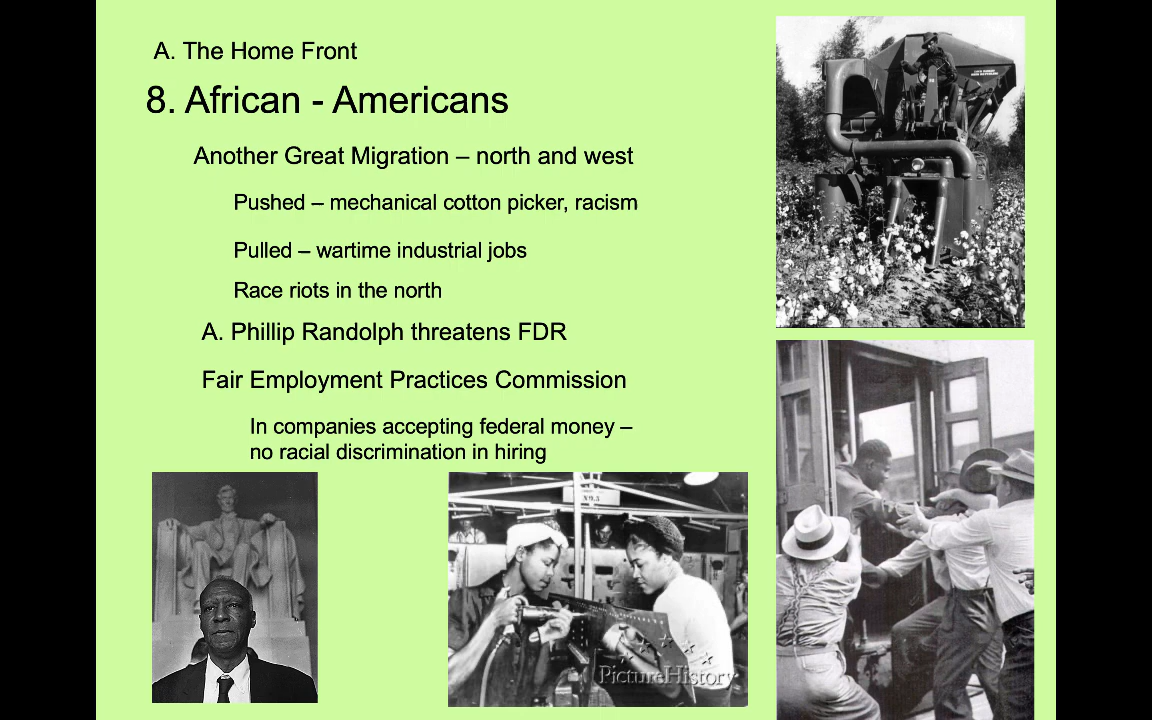 A. The Home Front
8. African - Americans
Another Great Migration – north and west
Pushed – mechanical cotton picker, racism
Pulled – wartime industrial jobs
Race riots in the north
A. Phillip Randolph threatens FDR
Fair Employment Practices Commission
In companies accepting federal money –
no racial discrimination in hiring
NO.5
PictureHistory